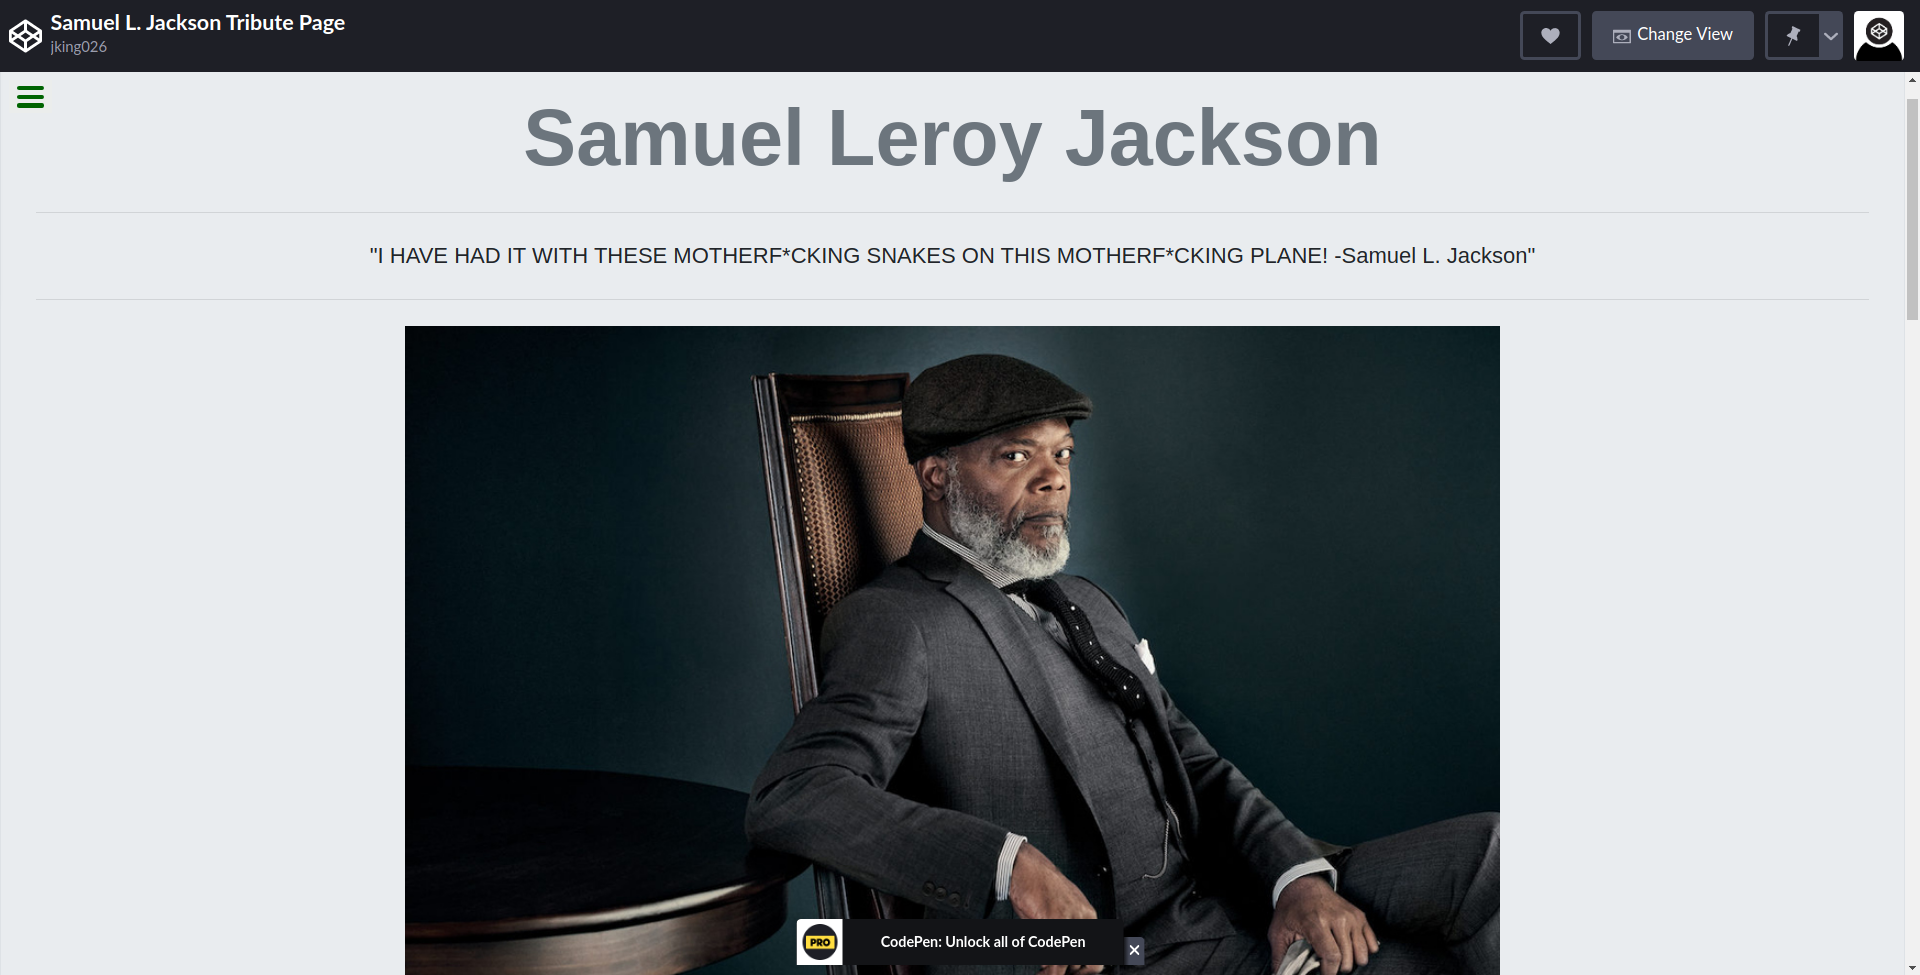 Samuel L. Jackson Tribute Page
jking026
Change View
Samuel Leroy Jackson
"I HAVE HAD IT WITH THESE MOTHERF*CKING SNAKES ON THIS MOTHERF*CKING PLANE! -Samuel L. Jackson"
PRO
CodePen: Unlock all of CodePen